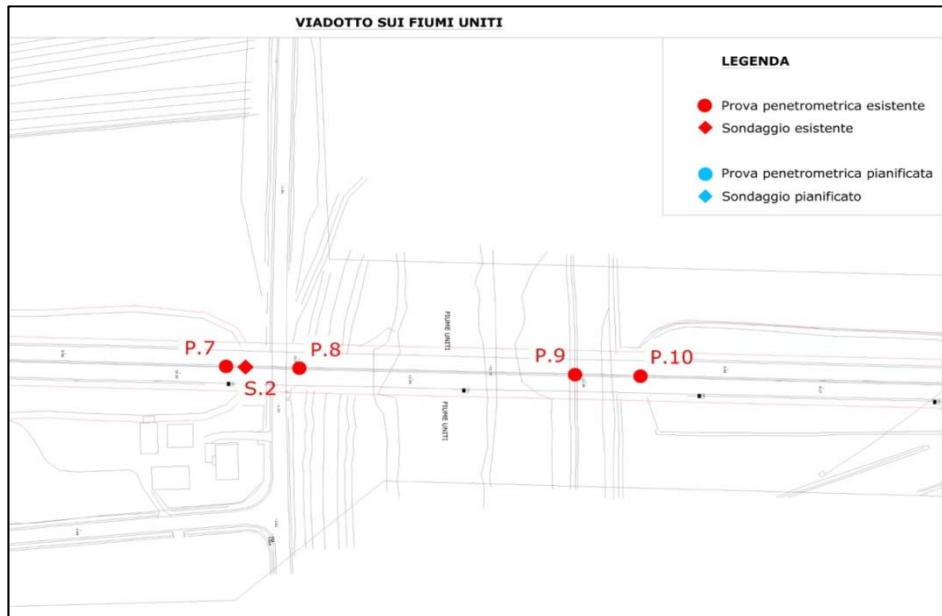 VIADOTTO SUI FIUMI UNITI
LEGENDA
Prova penetrometrica esistente
Sondaggio esistente
Prova penetrometrica pianificata
Sondaggio pianificato
P.7
S.2
P.8
FIUME UNITI
FIUME UNITI
P.9
P.10